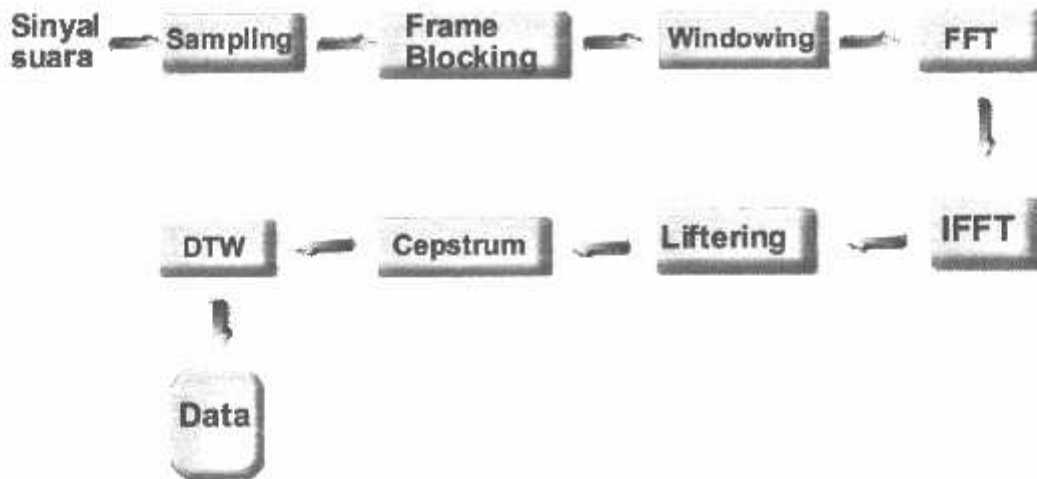 Sinyal
suara
Sampling
Frame
Blocking
Windowing
FFT
IFFT
Liftering
Cepstrum
DTW
Data